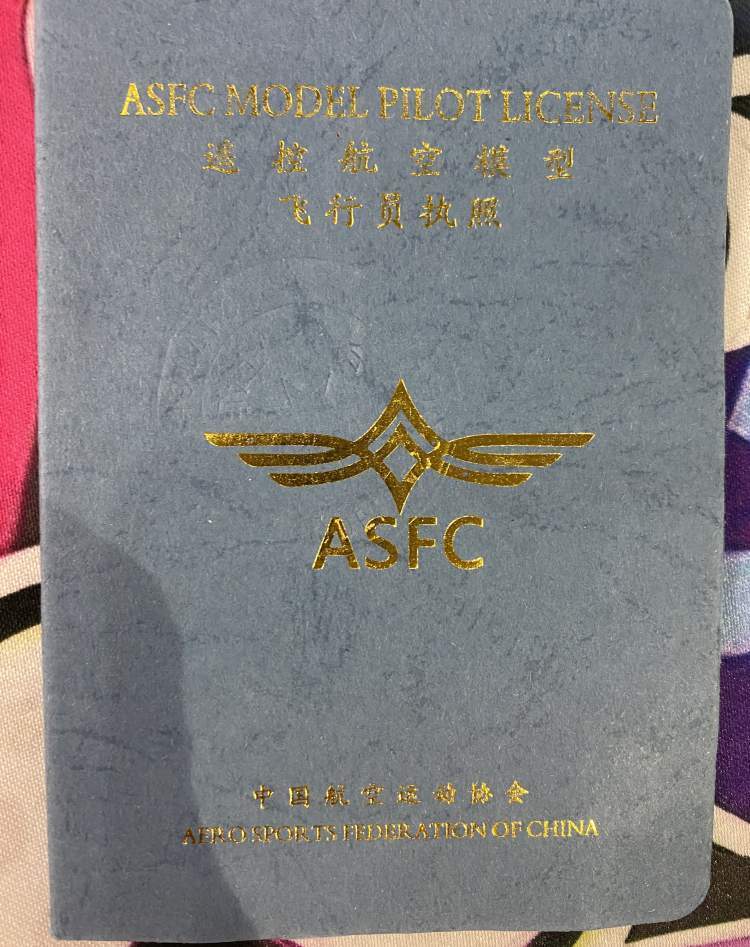 ASFC MODEL PILOT LICENSE
遥控航空模型
飞行员执照
ASFC
中国航空运动协会
AERO SPORTS FEDERATION OF CHINA